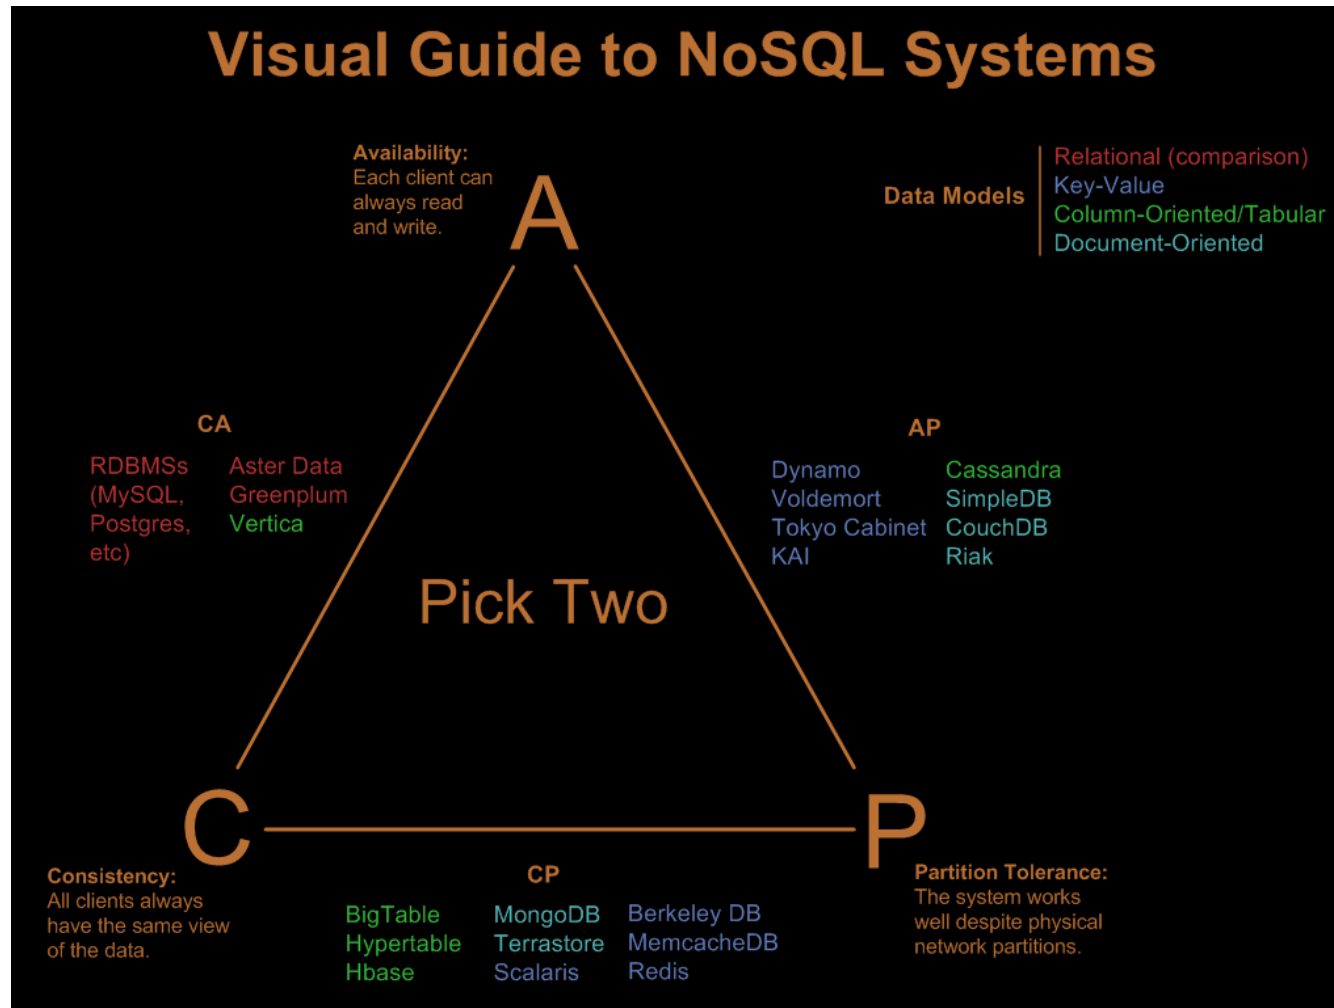 Visual Guide to NoSQL Systems
Availability:
Each client can
always read
and write.
A
Data Models
Relational (comparison)
Key-Value
Column-Oriented/Tabular
Document-Oriented
CA
RDBMSs
(MySQL,
Postgres,
etc)
Aster Data
Greenplum
Vertica
AP
Dynamo
Voldemort
Tokyo Cabinet
KAI
Cassandra
SimpleDB
CouchDB
Riak
Pick Two
C
Consistency:
All clients always
have the same view
of the data.
P
Partition Tolerance:
The system works
well despite physical
network partitions.
CP
BigTable
Hypertable
Hbase
MongoDB
Terrastore
Scalaris
Berkeley DB
MemcacheDB
Redis